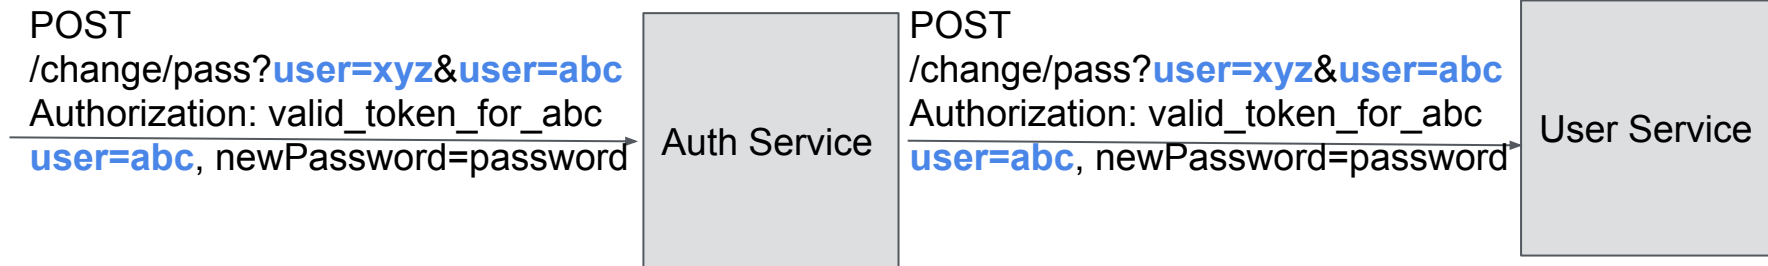 POST
/change/pass?user=xyz&user=abc
Authorization: valid_token_for_abc
user=abc, newPassword=password
Auth Service
POST
/change/pass?user=xyz&user=abc
Authorization: valid_token_for_abc
user=abc, newPassword=password
User Service